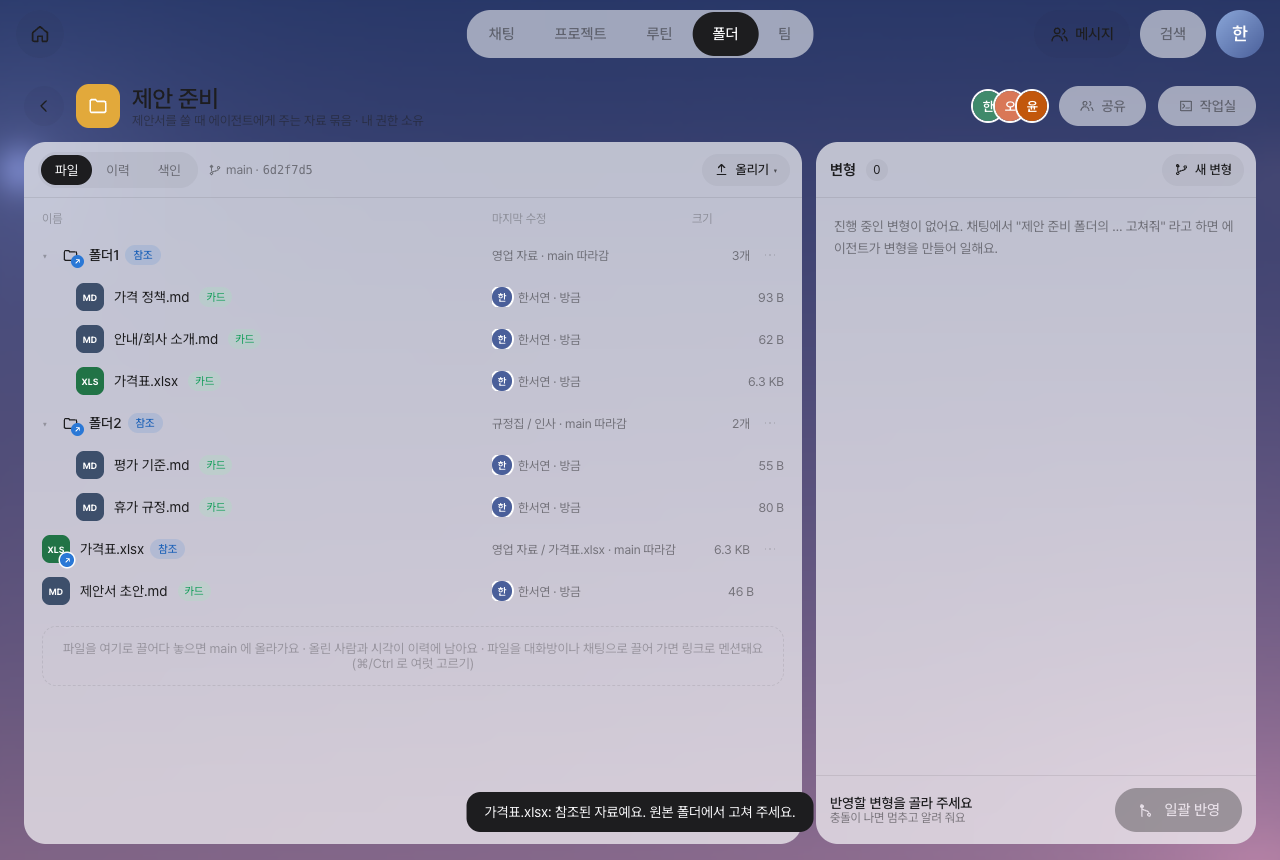 채팅 프로젝트 루틴 폴더 팀
메시지 검색 한
제안 준비
제안서를 쓸 때 에이전트에게 주는 자료 묶음 · 내 권한 소유
한 오 윤 공유 작업실
파일 이력 색인 main · 6d2f7d5 올리기
이름 마지막 수정 크기
폴더1 참조 영업 자료 · main 따라감 3개 ···
MD 가격 정책.md 카드 한 한서연 · 방금 93 B
MD 안내/회사 소개.md 카드 한 한서연 · 방금 62 B
XLS 가격표.xlsx 카드 한 한서연 · 방금 6.3 KB
폴더2 참조 규정집 / 인사 · main 따라감 2개 ···
MD 평가 기준.md 카드 한 한서연 · 방금 55 B
MD 휴가 규정.md 카드 한 한서연 · 방금 80 B
XLS 가격표.xlsx 참조 영업 자료 / 가격표.xlsx · main 따라감 6.3 KB ···
MD 제안서 초안.md 카드 한 한서연 · 방금 46 B
파일을 여기로 끌어다 놓으면 main 에 올라가요 · 올린 사람과 시각이 이력에 남아요 · 파일을 대화방이나 채팅으로 끌어 가면 링크로 멘션돼요
(⌘/Ctrl 로 여럿 고르기)
변형 0 새 변형
진행 중인 변형이 없어요. 채팅에서 "제안 준비 폴더의 … 고쳐줘" 라고 하면 에
이전트가 변형을 만들어 일해요.
가격표.xlsx: 참조된 자료예요. 원본 폴더에서 고쳐 주세요.
반영할 변형을 골라 주세요
충돌이 나면 멈추고 알려 줘요
일괄 반영